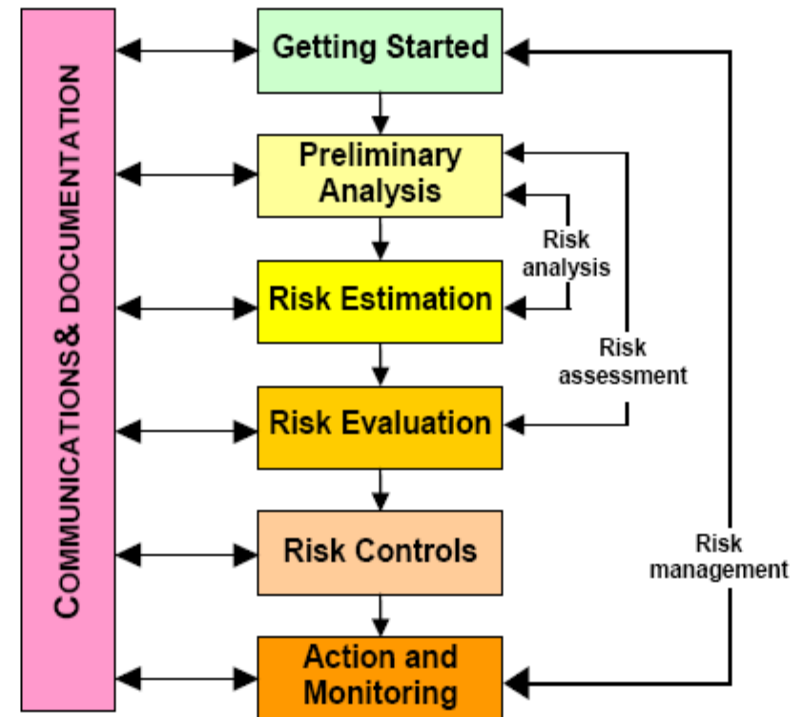 COMMUNICATIONS& DOCUMENTATION
Getting Started
Preliminary
Analysis
Risk
analysis
Risk Estimation
Risk
assessment
Risk Evaluation
Risk Controls
Risk
management
Action and
Monitoring